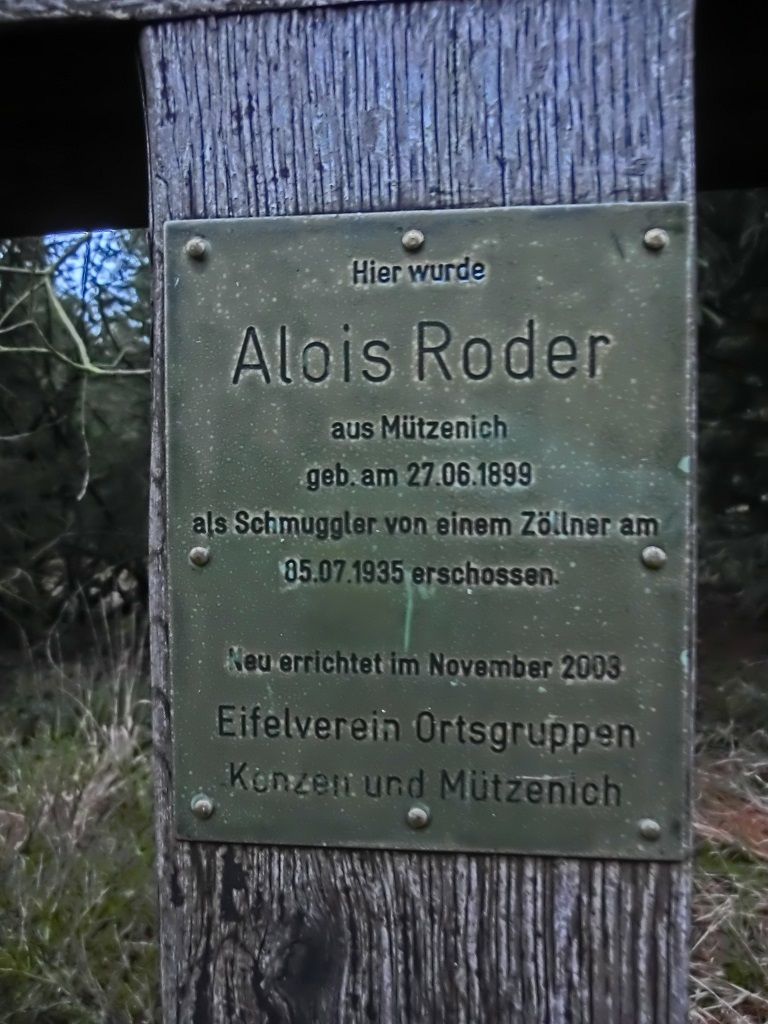 Hier wurde
Alois Roder
aus Mützenich
geb. am 27.06.1899
als Schmuggler von einem Zöllner am
05.07.1935 erschossen.
Neu errichtet im November 2003
Eifelverein Ortsgruppen
Konzen und Mützenich